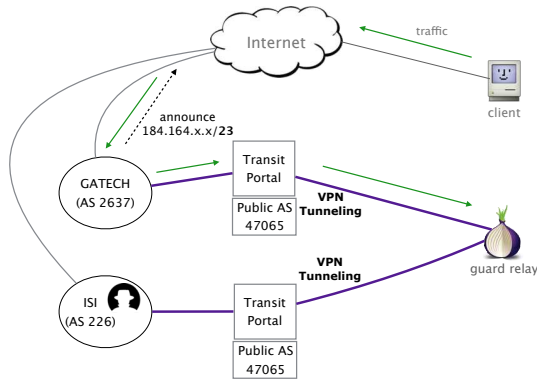 Internet
traffic
client
announce
184.164.x.x/23
GATECH
(AS 2637)
Transit
Portal
Public AS
47065
VPN
Tunneling
guard relay
VPN
Tunneling
ISI
(AS 226)
Transit
Portal
Public AS
47065